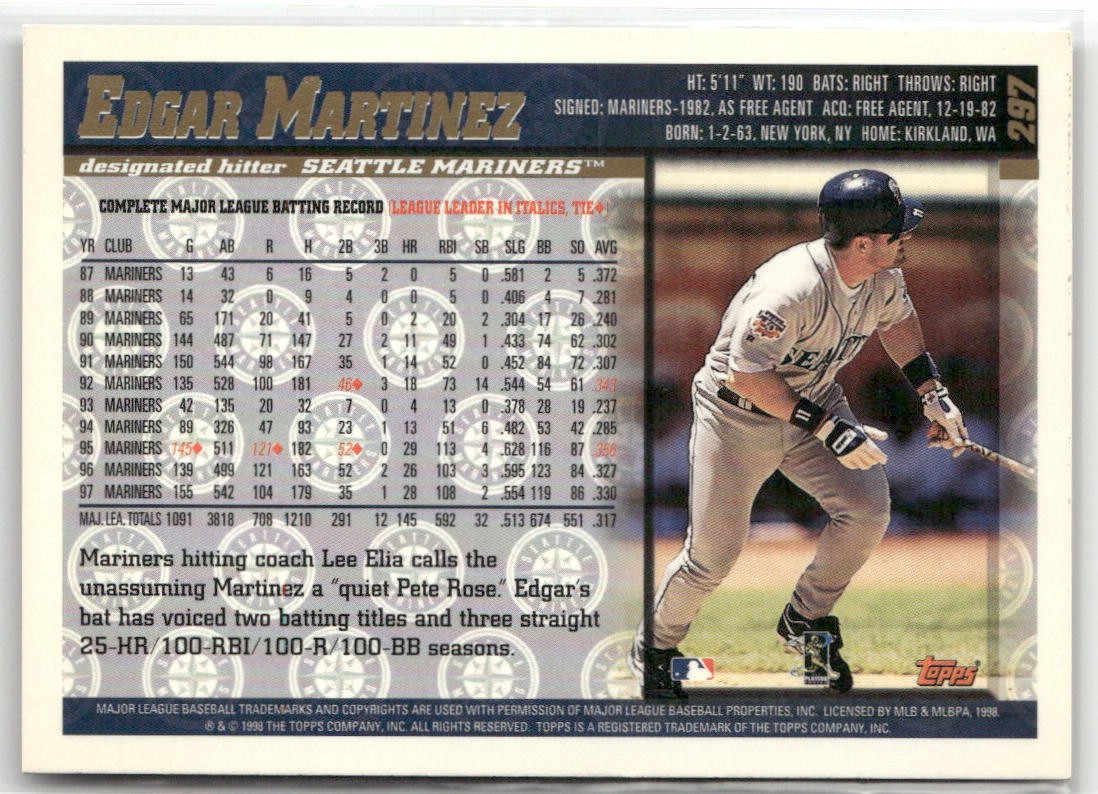 EDGAR MARTINEZ
HT: 5'11" WT: 190 BATS: RIGHT THROWS: RIGHT
SIGNED: MARINERS-1982, AS FREE AGENT ACQ: FREE AGENT, 12-19-82
BORN: 1-2-63, NEW YORK, NY HOME: KIRKLAND, WA
297
designated hitter SEATTLE MARINERS™
COMPLETE MAJOR LEAGUE BATTING RECORD (LEAGUE LEADER IN ITALICS, TIE♦)
YR CLUB G AB R H 2B 3B HR RBI SB SLG BB SO AVG
87 MARINERS 13 43 6 16 5 2 0 5 0 .581 2 5 .372
88 MARINERS 14 32 0 9 4 0 0 5 0 .406 4 7 .281
89 MARINERS 65 171 20 41 5 0 2 20 2 .304 17 26 .240
90 MARINERS 144 487 71 147 27 2 11 49 1 .433 74 62 .302
91 MARINERS 150 544 98 167 35 1 14 52 0 .452 84 72 .307
92 MARINERS 135 528 100 181 46♦ 3 18 73 14 .544 54 61 .343
93 MARINERS 42 135 20 32 7 0 4 13 0 .378 28 19 .237
94 MARINERS 89 326 47 93 23 1 13 51 6 .482 53 42 .285
95 MARINERS 145♦ 511 121♦ 182 52♦ 0 29 113 4 .628 116 87 .356
96 MARINERS 139 499 121 163 52 2 26 103 3 .595 123 84 .327
97 MARINERS 155 542 104 179 35 1 28 108 2 .554 119 86 .330
MAJ. LEA. TOTALS 1091 3818 708 1210 291 12 145 592 32 .513 674 551 .317
Mariners hitting coach Lee Elia calls the
unassuming Martinez a "quiet Pete Rose." Edgar's
bat has voiced two batting titles and three straight
25-HR/100-RBI/100-R/100-BB seasons.
SEATTLE
11
11
TOPPS
MAJOR LEAGUE BASEBALL TRADEMARKS AND COPYRIGHTS ARE USED WITH PERMISSION OF MAJOR LEAGUE BASEBALL PROPERTIES, INC. LICENSED BY MLB & MLBPA, 1998.
® & © 1998 THE TOPPS COMPANY, INC. ALL RIGHTS RESERVED. TOPPS IS A REGISTERED TRADEMARK OF THE TOPPS COMPANY, INC.